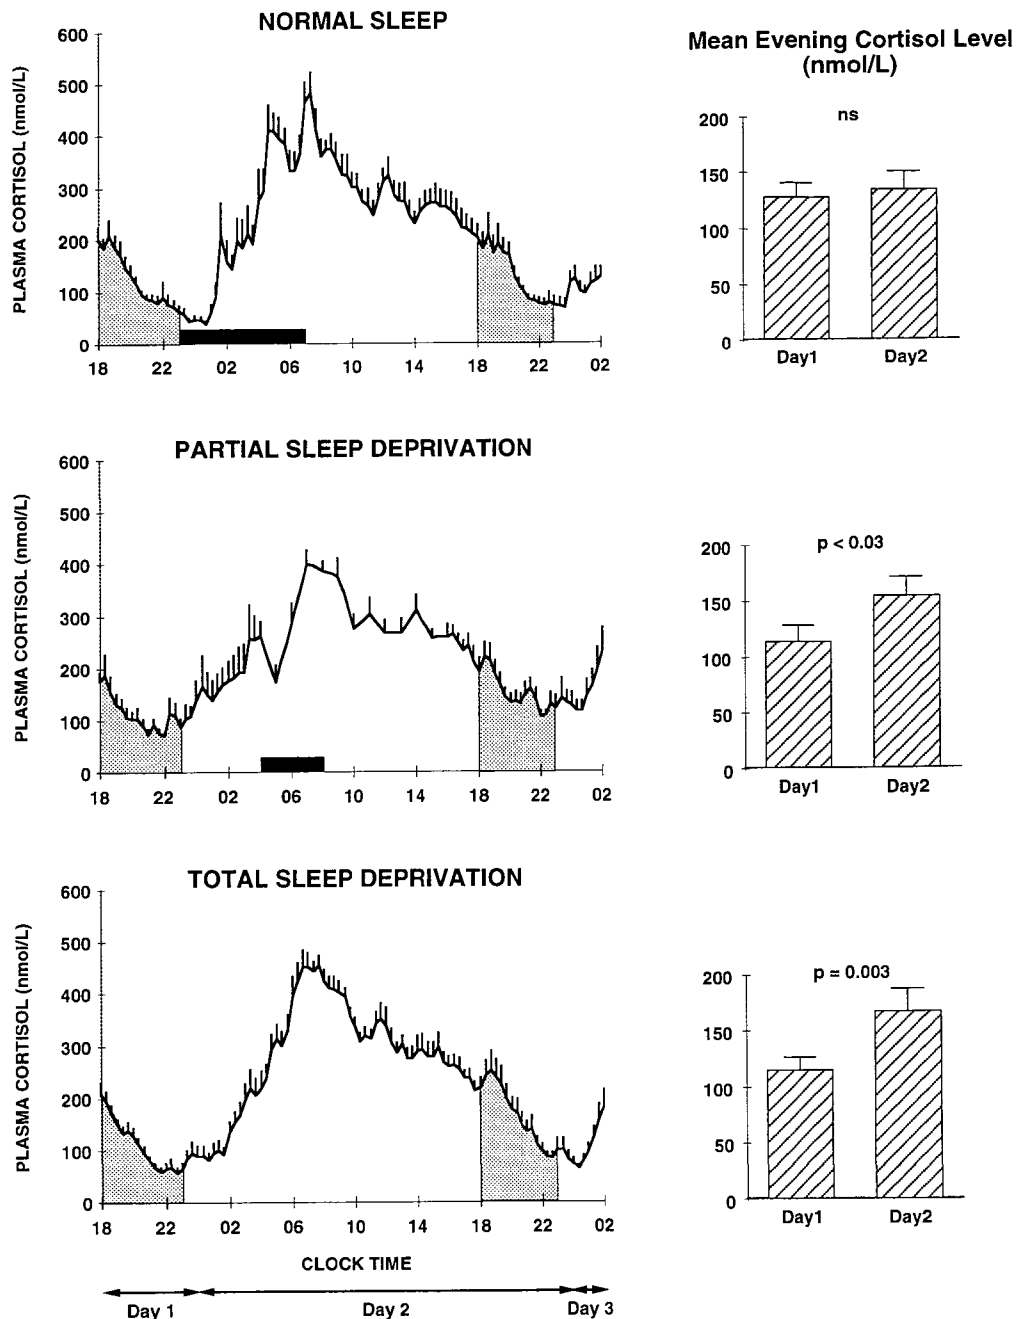 NORMAL SLEEP
Mean Evening Cortisol Level
(nmol/L)
PLASMA CORTISOL (nmol/L)
600
500
400
300
200
100
0
18 22 02 06 10 14 18 22 02
ns
200
150
100
50
0
Day1 Day2
PARTIAL SLEEP DEPRIVATION
PLASMA CORTISOL (nmol/L)
600
500
400
300
200
100
0
18 22 02 06 10 14 18 22 02
p < 0.03
200
150
100
50
0
Day1 Day2
TOTAL SLEEP DEPRIVATION
PLASMA CORTISOL (nmol/L)
600
500
400
300
200
100
0
18 22 02 06 10 14 18 22 02
CLOCK TIME
Day 1 Day 2 Day 3
p = 0.003
200
150
100
50
0
Day1 Day2